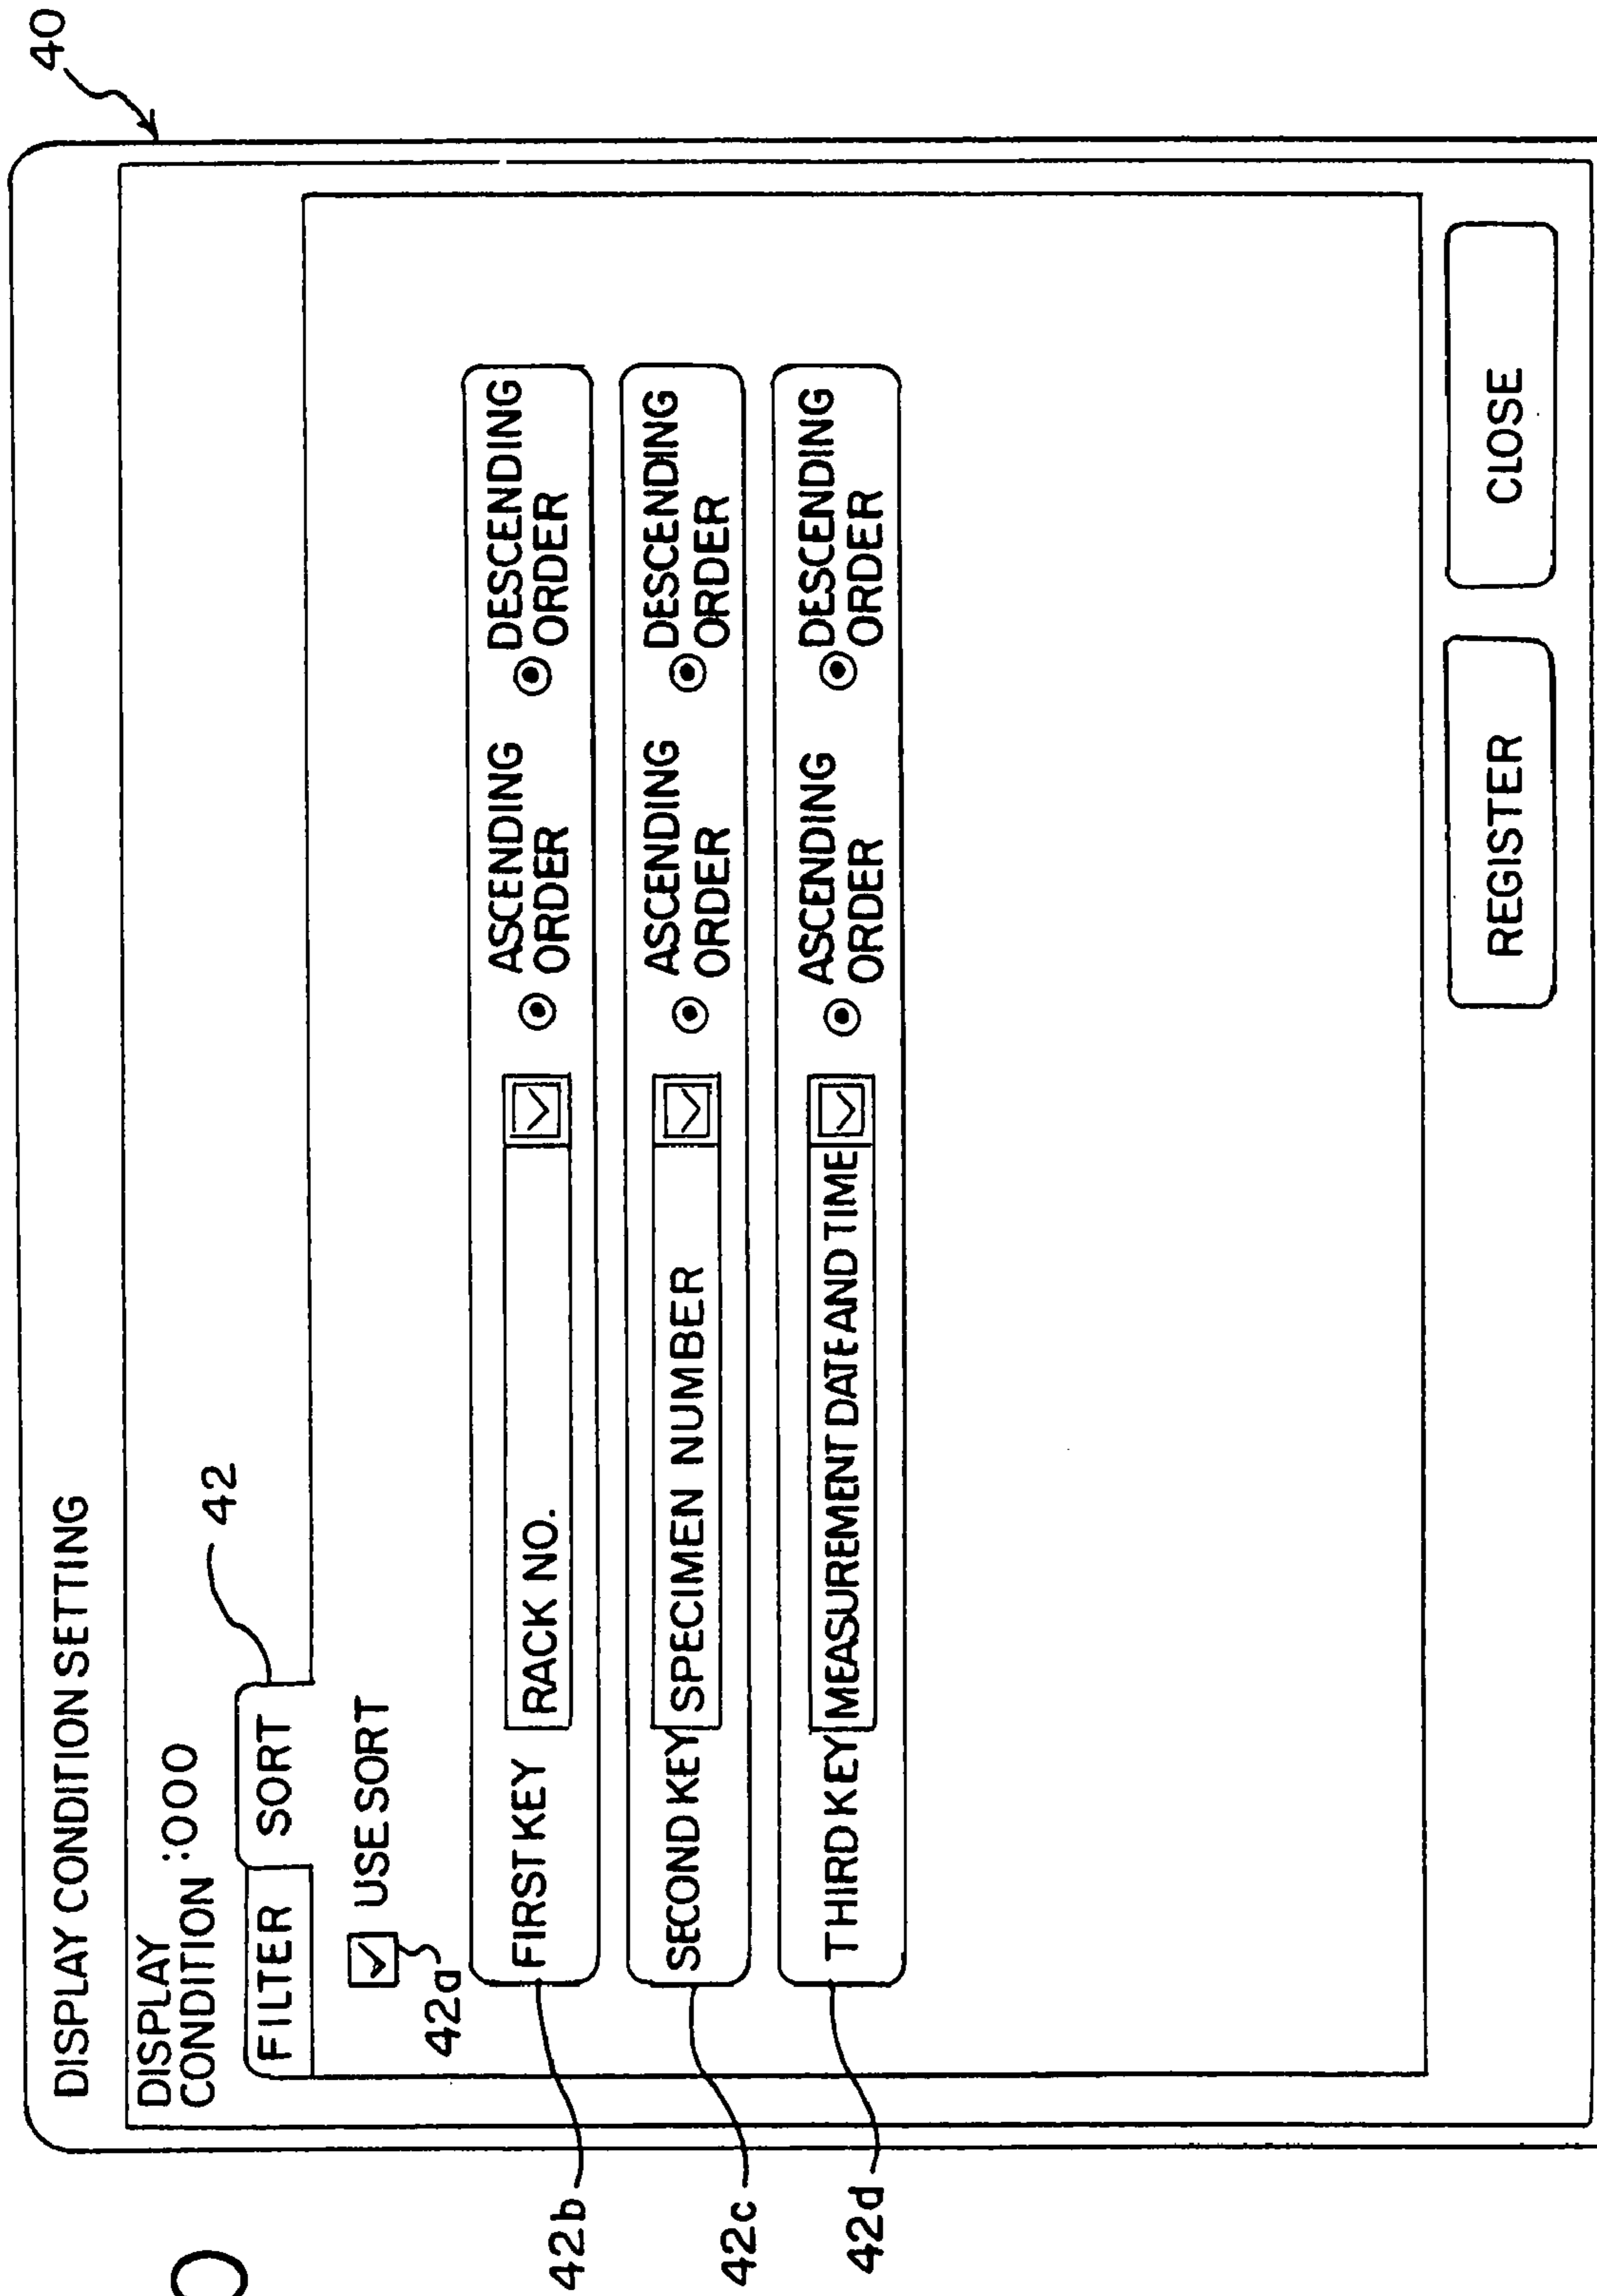 40
DISPLAY CONDITION SETTING
DISPLAY
CONDITION :000
42
FILTER SORT
USE SORT
42a
42b
FIRST KEY RACK NO. ASCENDING ORDER DESCENDING ORDER
42c
SECOND KEY SPECIMEN NUMBER ASCENDING ORDER DESCENDING ORDER
42d
THIRD KEY MEASUREMENT DATE AND TIME ASCENDING ORDER DESCENDING ORDER
REGISTER CLOSE